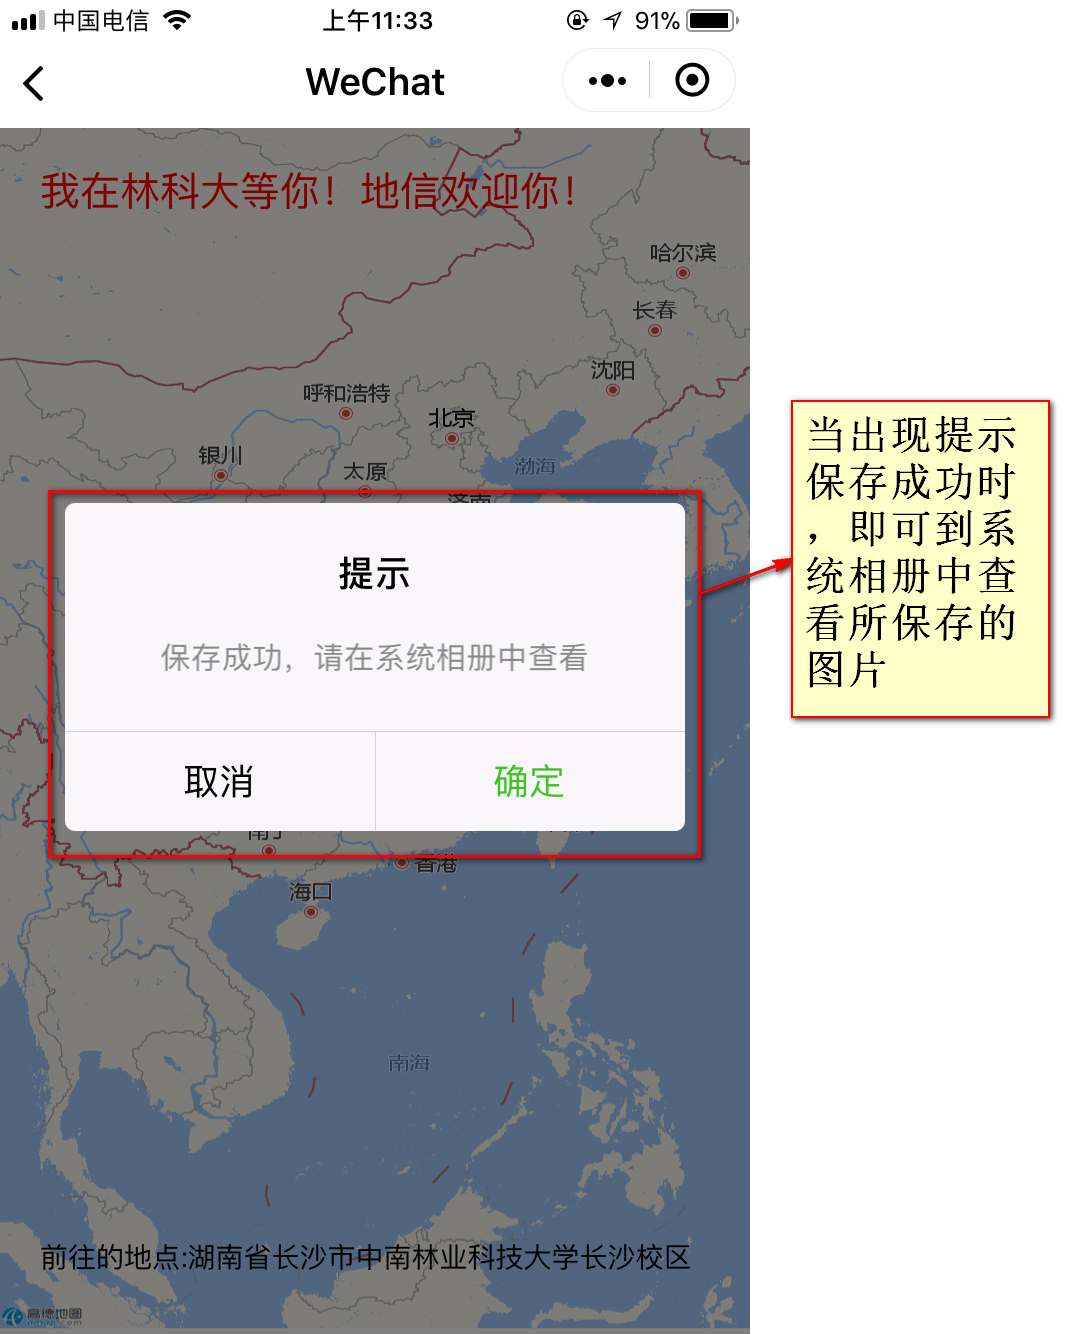 中国电信 上午11:33 91%
WeChat
我在林科大等你！地信欢迎你！
哈尔滨
长春
沈阳
呼和浩特
北京
银川
太原
渤海
济南
提示
保存成功，请在系统相册中查看
取消 确定
当出现提示
保存成功时
，即可到系
统相册中查
看所保存的
图片
南宁
香港
海口
南海
前往的地点:湖南省长沙市中南林业科技大学长沙校区
高德地图
amap.com